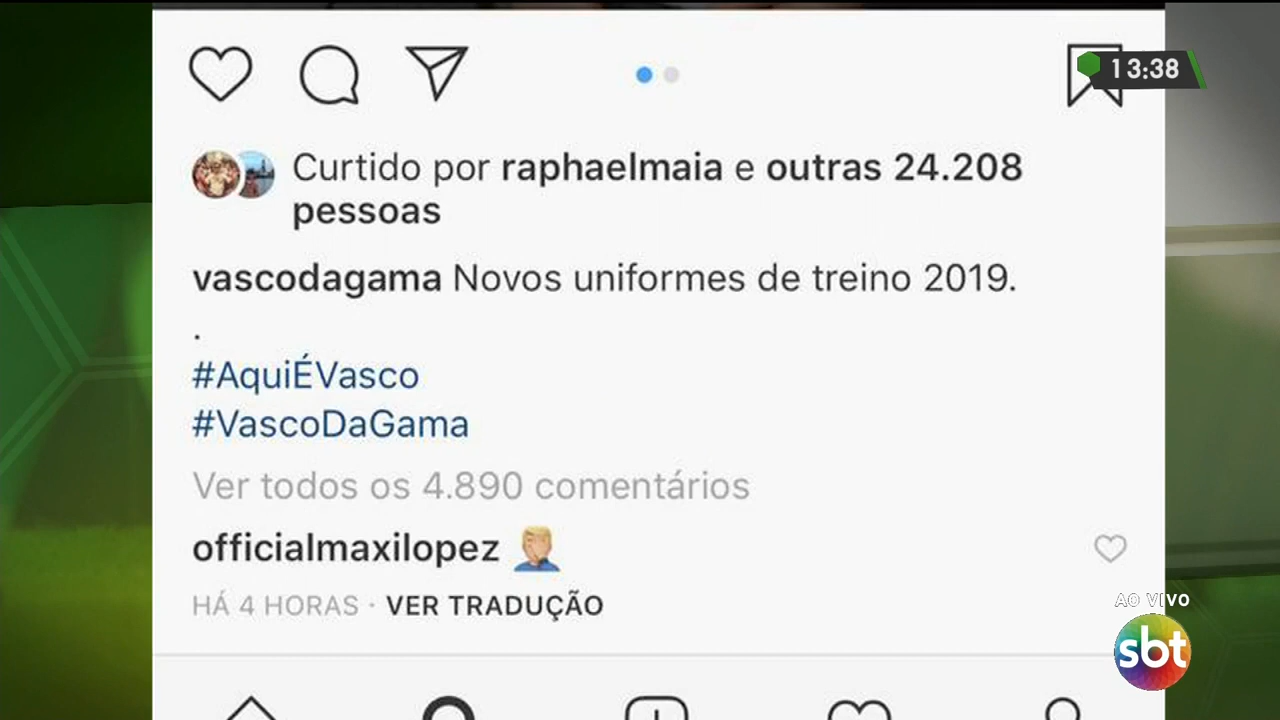 13:38
Curtido por raphaelmaia e outras 24.208
pessoas
vascodagama Novos uniformes de treino 2019.
.
#AquiÉVasco
#VascoDaGama
Ver todos os 4.890 comentários
officialmaxilopez 🤦🏼‍♂️
HÁ 4 HORAS · VER TRADUÇÃO
AO VIVO
sbt